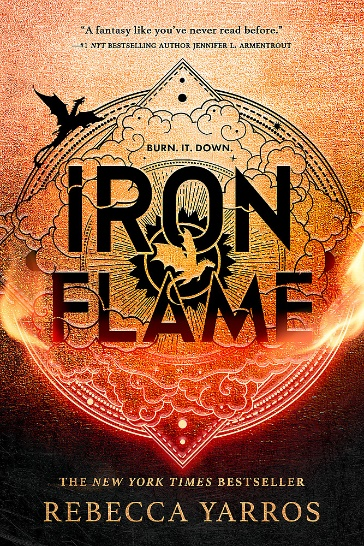 "A fantasy like you've never read before."
—#1 NYT BESTSELLING AUTHOR JENNIFER L. ARMENTROUT
BURN. IT. DOWN.
IRON
FLAME
THE NEW YORK TIMES BESTSELLER
REBECCA YARROS